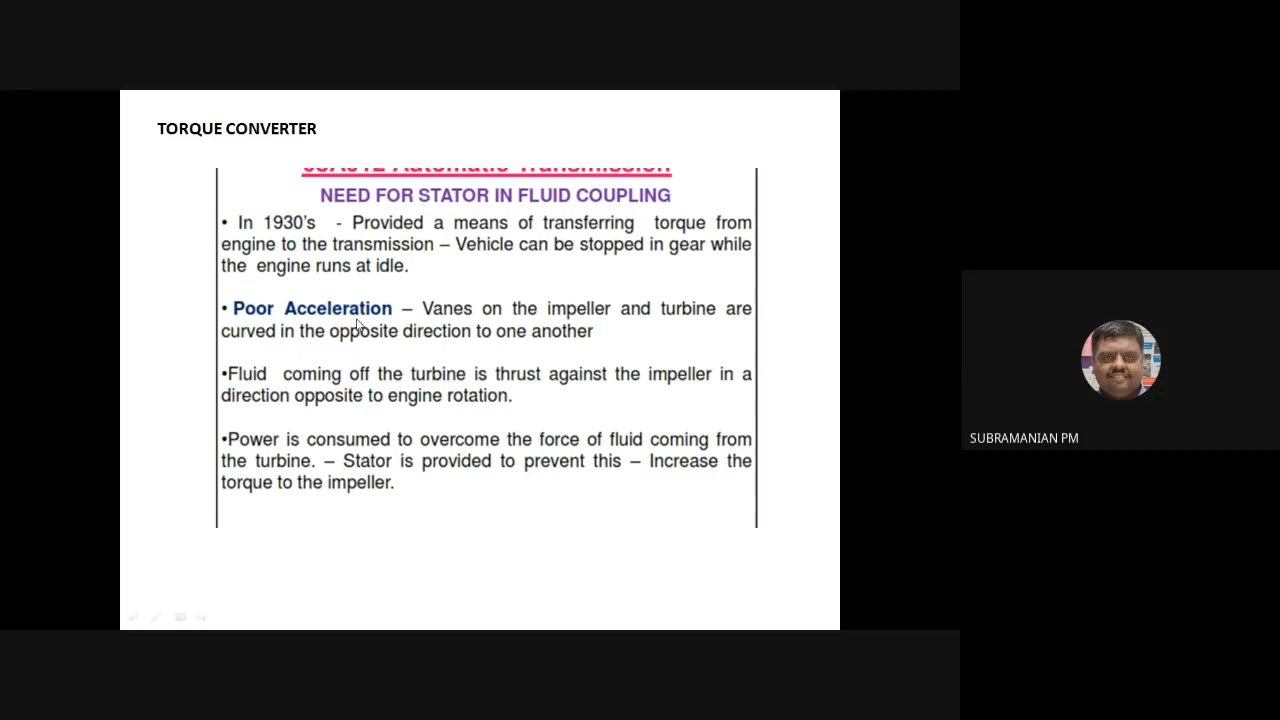 TORQUE CONVERTER
Automatic Transmission
NEED FOR STATOR IN FLUID COUPLING
• In 1930's - Provided a means of transferring torque from
engine to the transmission – Vehicle can be stopped in gear while
the engine runs at idle.
• Poor Acceleration – Vanes on the impeller and turbine are
curved in the opposite direction to one another
•Fluid coming off the turbine is thrust against the impeller in a
direction opposite to engine rotation.
•Power is consumed to overcome the force of fluid coming from
the turbine. – Stator is provided to prevent this – Increase the
torque to the impeller.
SUBRAMANIAN PM